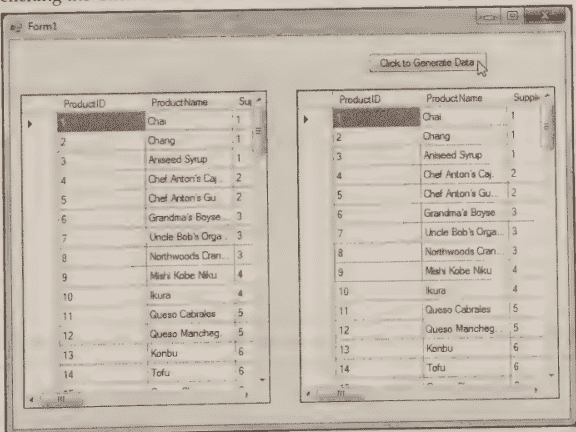 Form1
Click to Generate Data
ProductID ProductName Sup
1 Chai 1
2 Chang 1
3 Aniseed Syrup 1
4 Chef Anton's Caj. 2
5 Chef Anton's Gu 2
6 Grandma's Boyse 3
7 Uncle Bob's Orga. 3
8 Northwoods Cran... 3
9 Mishi Kobe Niku 4
10 Ikura 4
11 Queso Cabrales 5
12 Queso Mancheg. 5
13 Konbu 6
14 Tofu 6
ProductID ProductName Supplie
1 Chai 1
2 Chang 1
3 Aniseed Syrup 1
4 Chef Anton's Caj. 2
5 Chef Anton's Gu... 2
6 Grandma's Boyse 3
7 Uncle Bob's Orga... 3
8 Northwoods Cran... 3
9 Mishi Kobe Niku 4
10 Ikura 4
11 Queso Cabrales 5
12 Queso Mancheg... 5
13 Konbu 6
14 Tofu 6